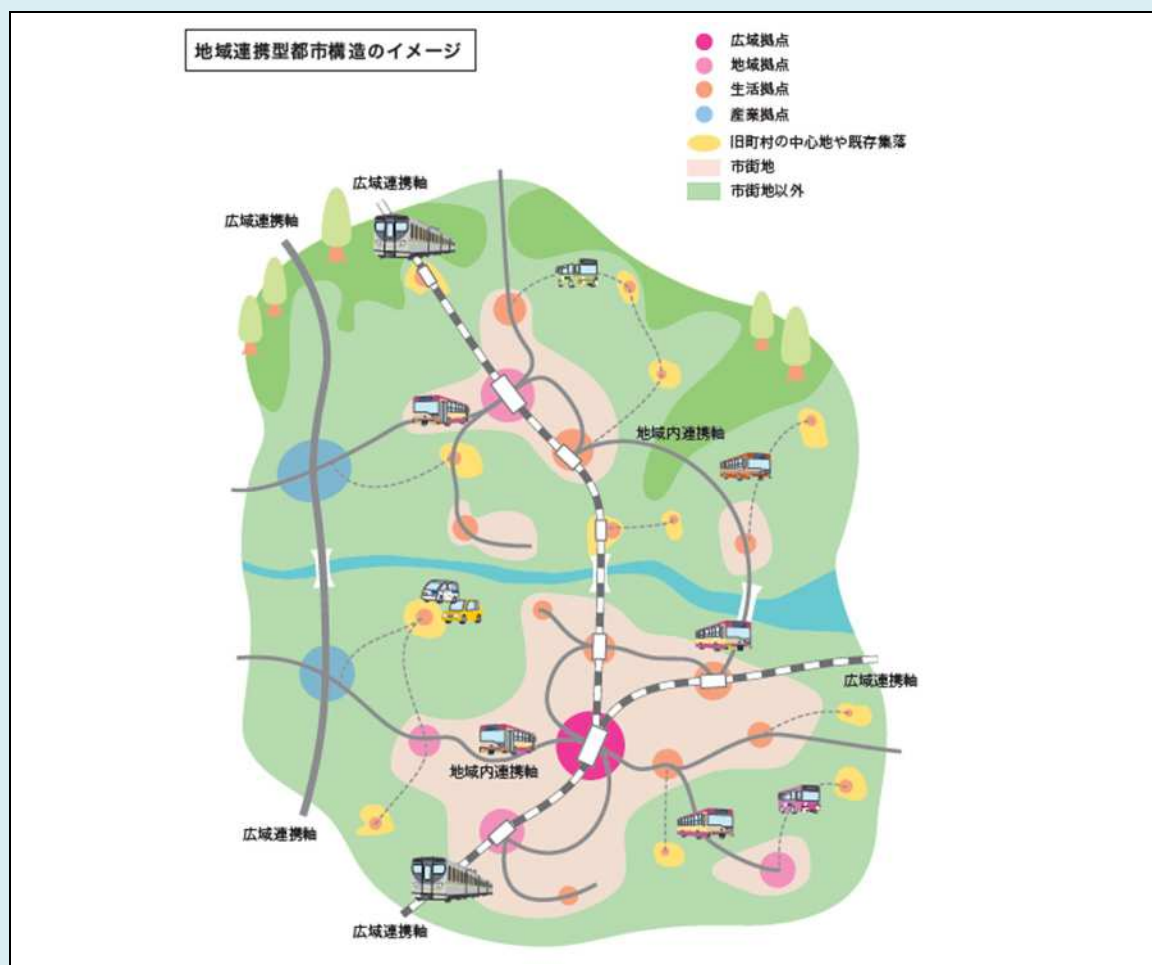 地域連携型都市構造のイメージ
広域拠点
地域拠点
生活拠点
産業拠点
旧町村の中心地や既存集落
市街地
市街地以外
広域連携軸
広域連携軸
地域内連携軸
広域連携軸
地域内連携軸
広域連携軸
広域連携軸